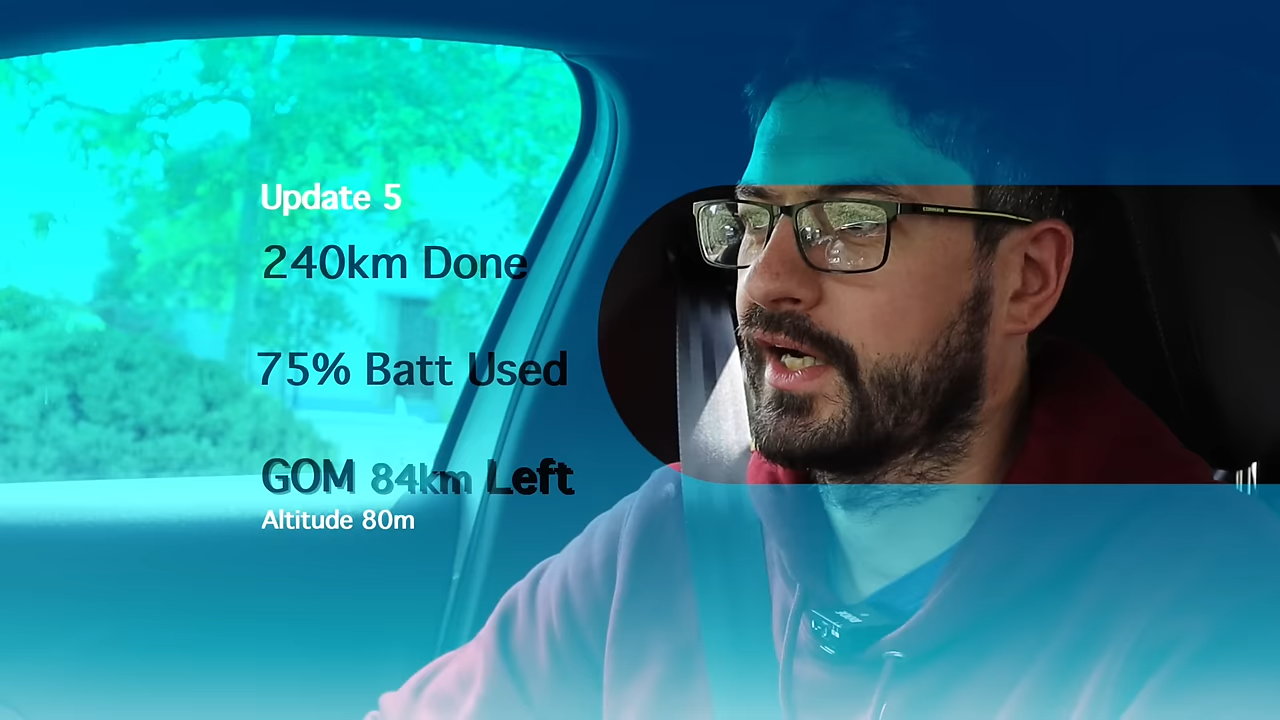 Update 5
240km Done
75% Batt Used
GOM 84km Left
Altitude 80m